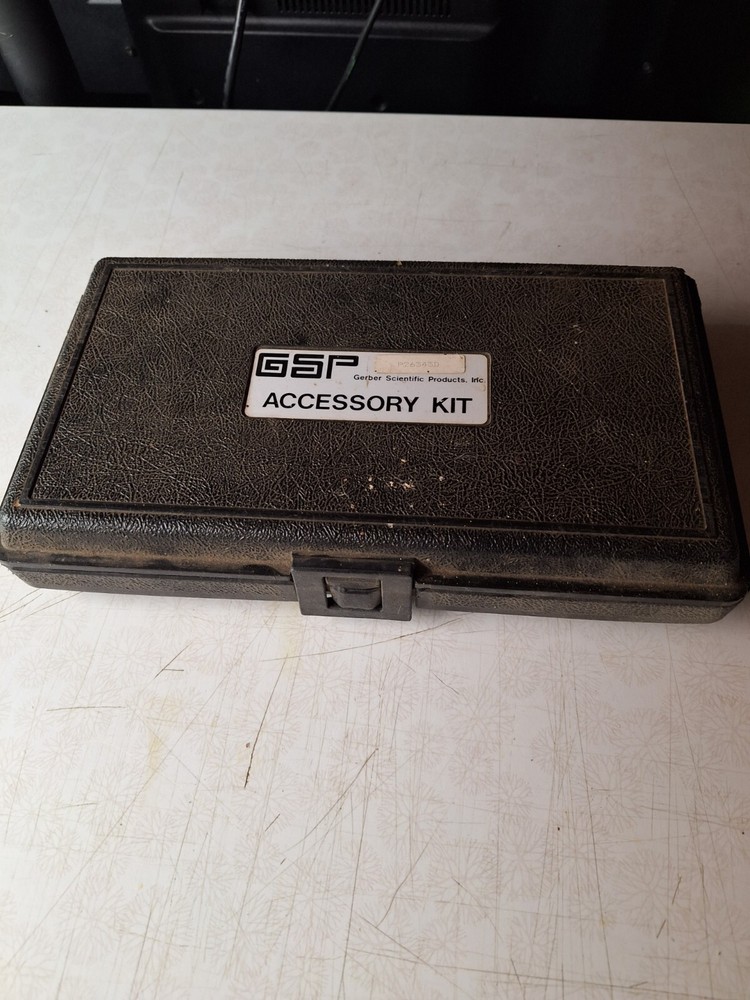 GSP
Gerber Scientific Products, Inc.
ACCESSORY KIT